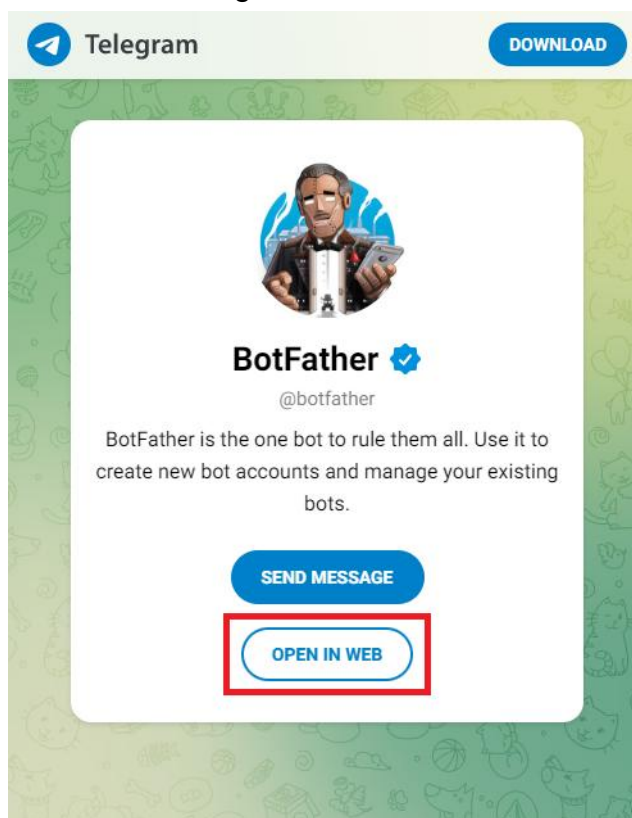 Telegram
DOWNLOAD
BotFather
@botfather
BotFather is the one bot to rule them all. Use it to
create new bot accounts and manage your existing
bots.
SEND MESSAGE
OPEN IN WEB